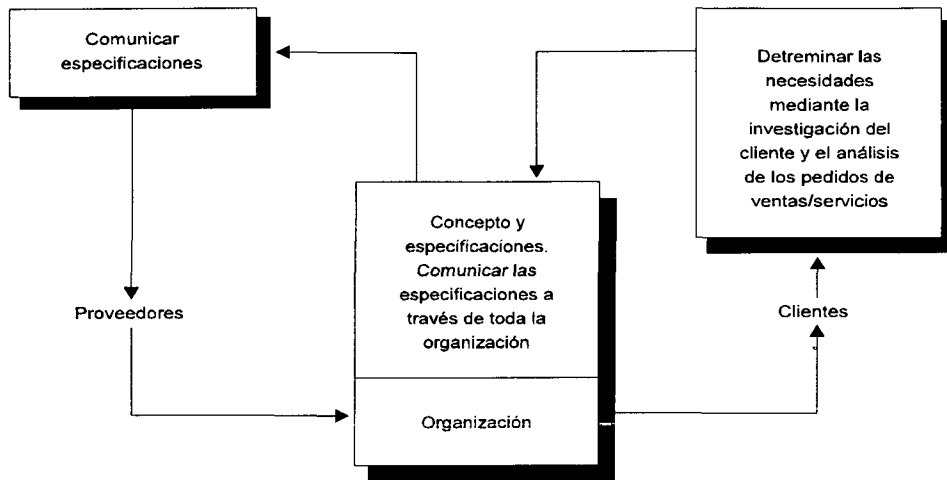 Comunicar
especificaciones
Detreminar las
necesidades
mediante la
investigación del
cliente y el análisis
de los pedidos de
ventas/servicios
Concepto y
especificaciones.
Comunicar las
especificaciones a
través de toda la
organización
Proveedores
Clientes
Organización